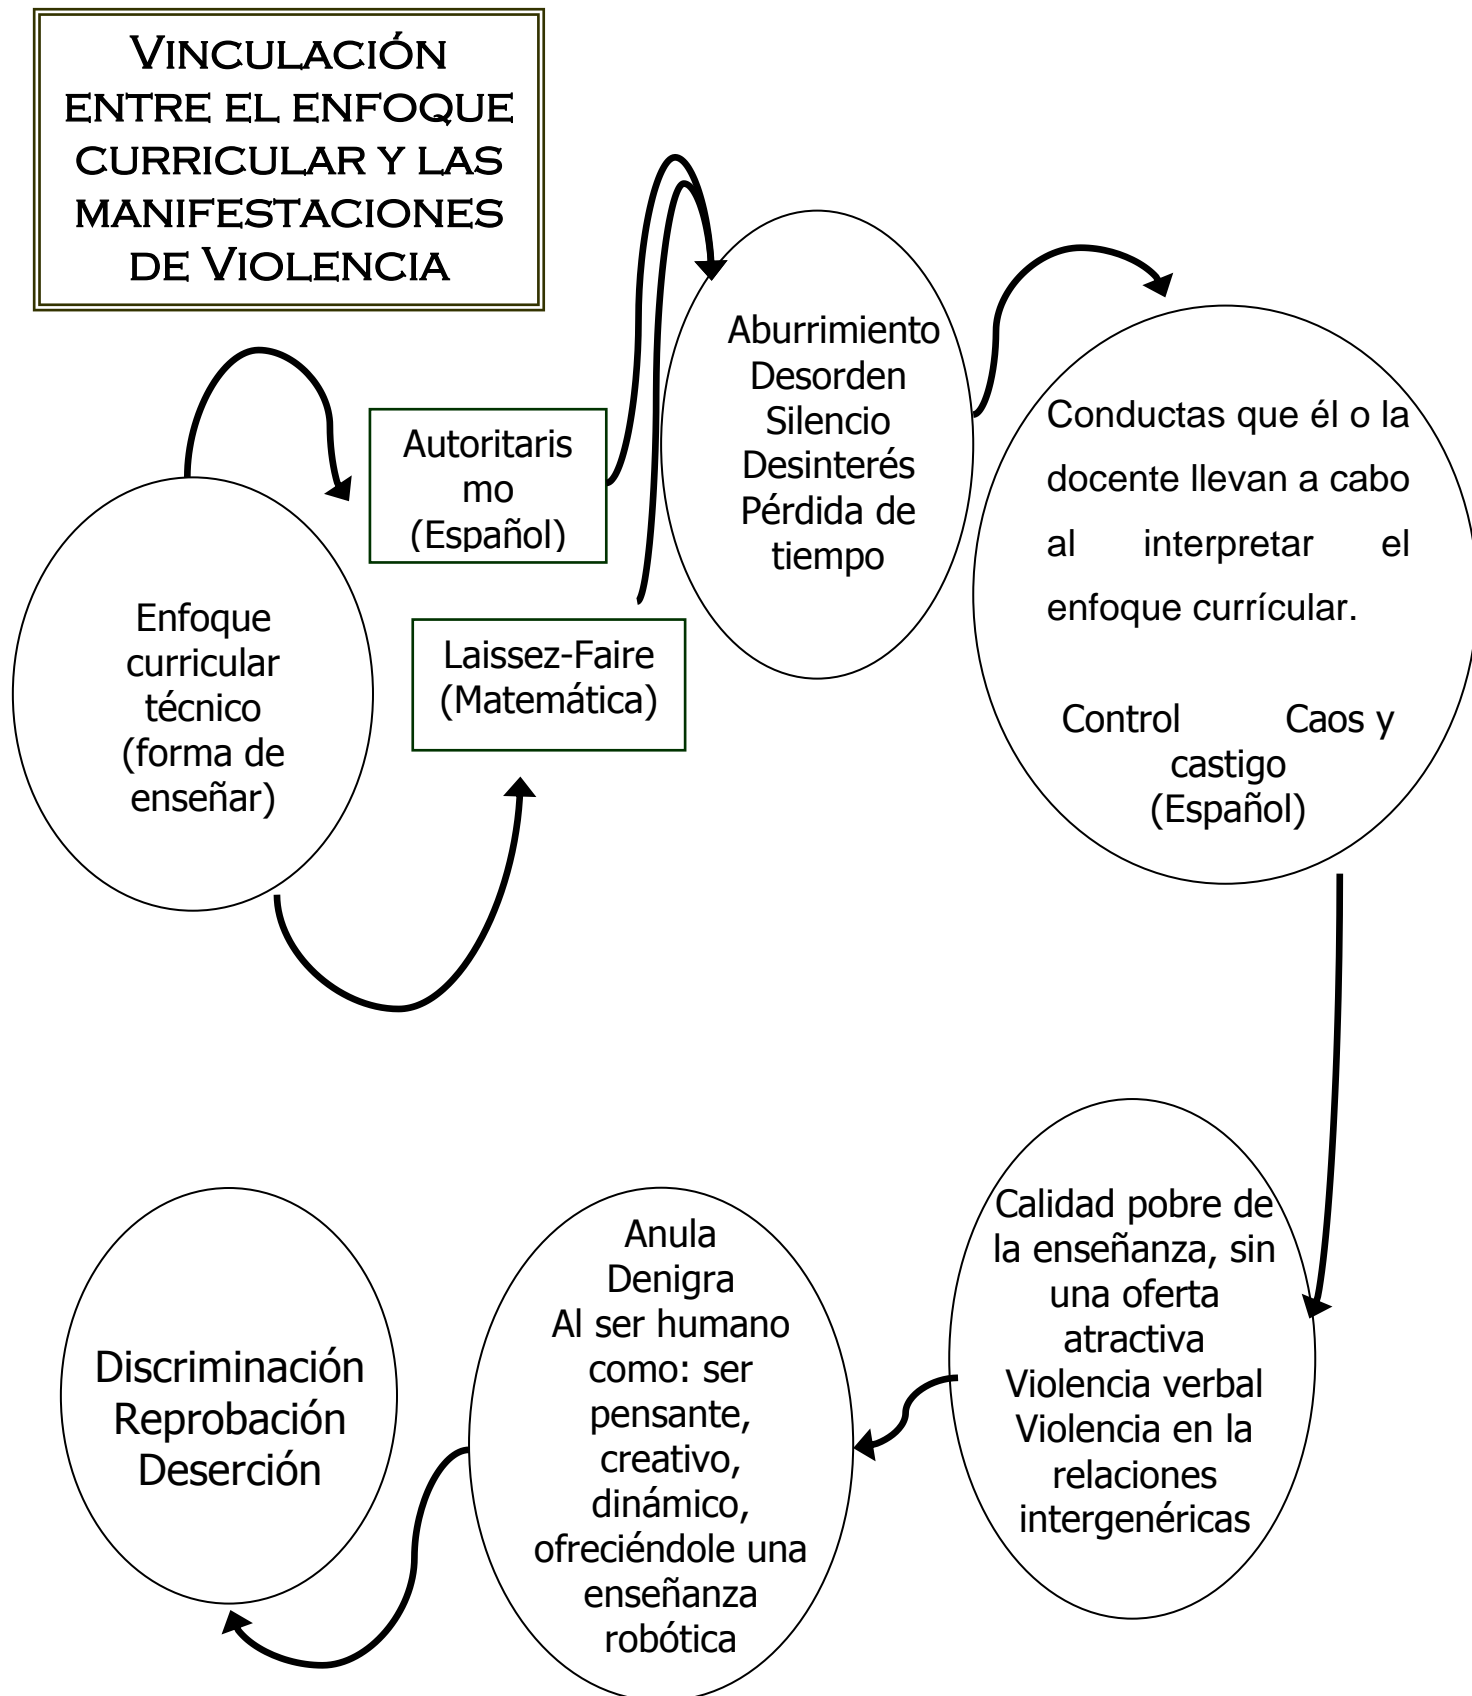 VINCULACIÓN
ENTRE EL ENFOQUE
CURRICULAR Y LAS
MANIFESTACIONES
DE VIOLENCIA
Enfoque
curricular
técnico
(forma de
enseñar)
Autoritaris
mo
(Español)
Laissez-Faire
(Matemática)
Aburrimiento
Desorden
Silencio
Desinterés
Pérdida de
tiempo
Conductas que él o la
docente llevan a cabo
al interpretar el
enfoque currícular.
Control Caos y
castigo
(Español)
Calidad pobre de
la enseñanza, sin
una oferta
atractiva
Violencia verbal
Violencia en la
relaciones
intergenéricas
Anula
Denigra
Al ser humano
como: ser
pensante,
creativo,
dinámico,
ofreciéndole una
enseñanza
robótica
Discriminación
Reprobación
Deserción